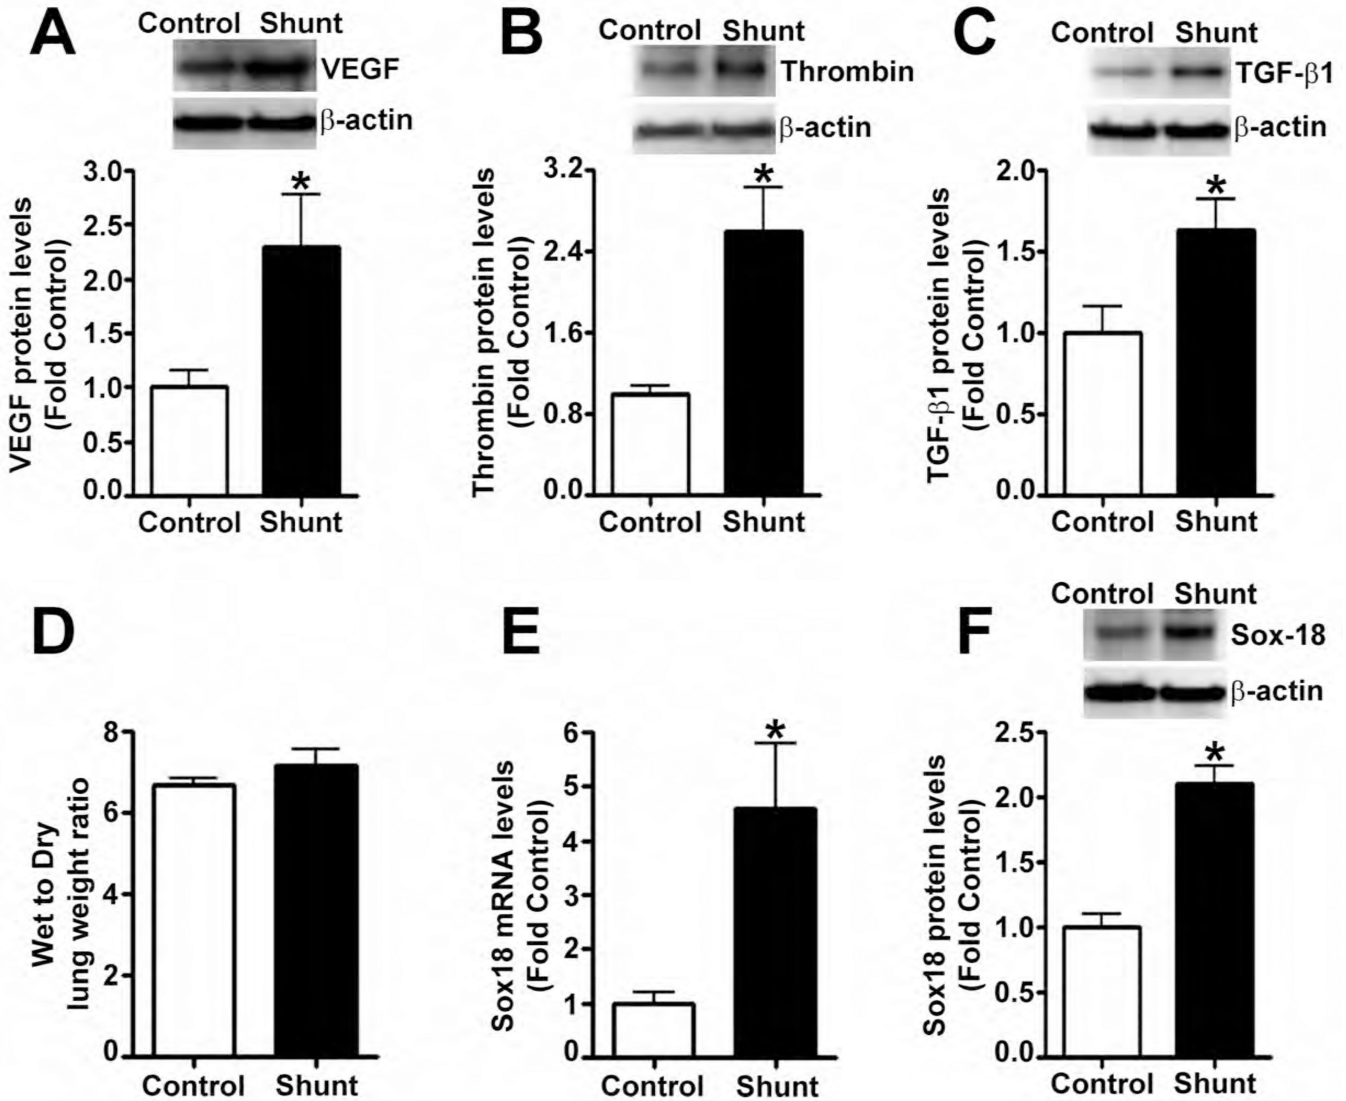 A
Control Shunt
VEGF
β-actin
VEGF protein levels
(Fold Control)
3.0
2.5
2.0
1.5
1.0
0.5
0.0
*
Control Shunt
B
Control Shunt
Thrombin
β-actin
Thrombin protein levels
(Fold Control)
3.2
2.4
1.6
0.8
0.0
*
Control Shunt
C
Control Shunt
TGF-β1
β-actin
TGF-β1 protein levels
(Fold Control)
2.0
1.5
1.0
0.5
0.0
*
Control Shunt
D
Wet to Dry
lung weight ratio
8
6
4
2
0
Control Shunt
E
Sox18 mRNA levels
(Fold Control)
6
5
4
3
2
1
0
*
Control Shunt
F
Control Shunt
Sox-18
β-actin
Sox18 protein levels
(Fold Control)
2.5
2.0
1.5
1.0
0.5
0.0
*
Control Shunt